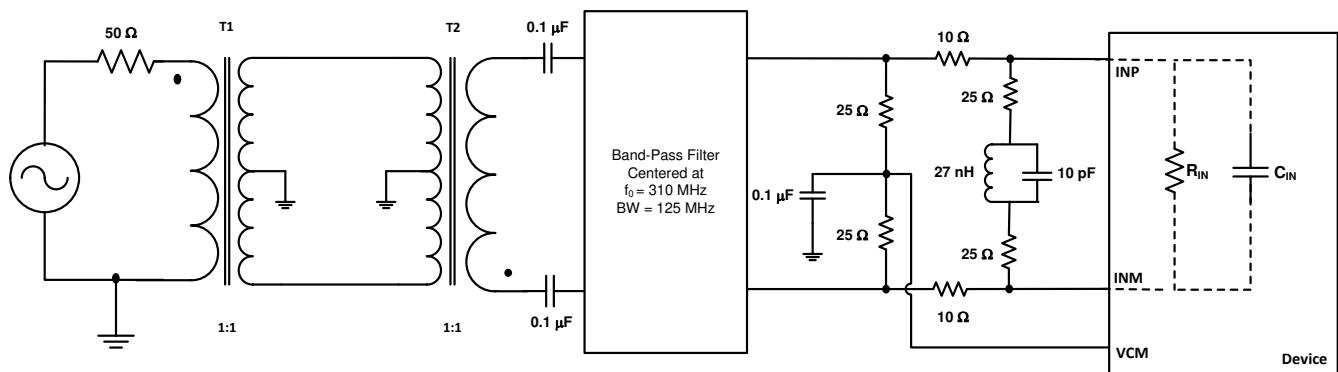 50 Ω
T1
T2
0.1 µF
0.1 µF
1:1
1:1
Band-Pass Filter
Centered at
f₀ = 310 MHz
BW = 125 MHz
25 Ω
0.1 µF
25 Ω
10 Ω
10 Ω
25 Ω
27 nH
10 pF
25 Ω
INP
R_IN
C_IN
INM
VCM
Device